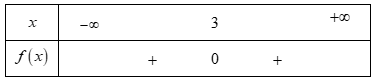 x −∞ 3 +∞
f(x) + 0 +